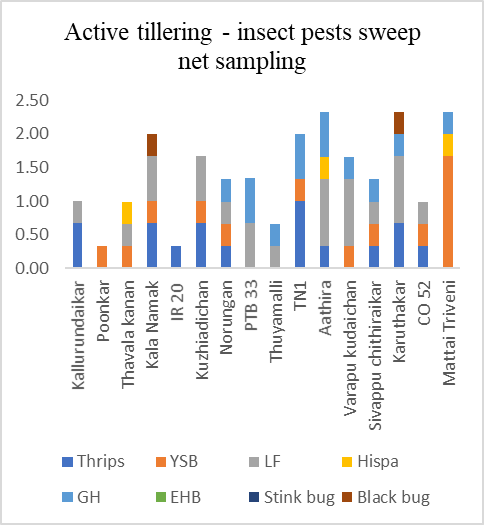 Active tillering - insect pests sweep
net sampling
2.50
2.00
1.50
1.00
0.50
0.00
Kallurundaikar
Poonkar
Thavala kanan
Kala Namak
IR 20
Kuzhiadichan
Norungan
PTB 33
Thuyamalli
TN1
Aathira
Varapu kudaichan
Sivappu chithirakar
Karuthakar
CO 52
Mattai Triveni
Thrips YSB LF Hispa
GH EHB Stink bug Black bug